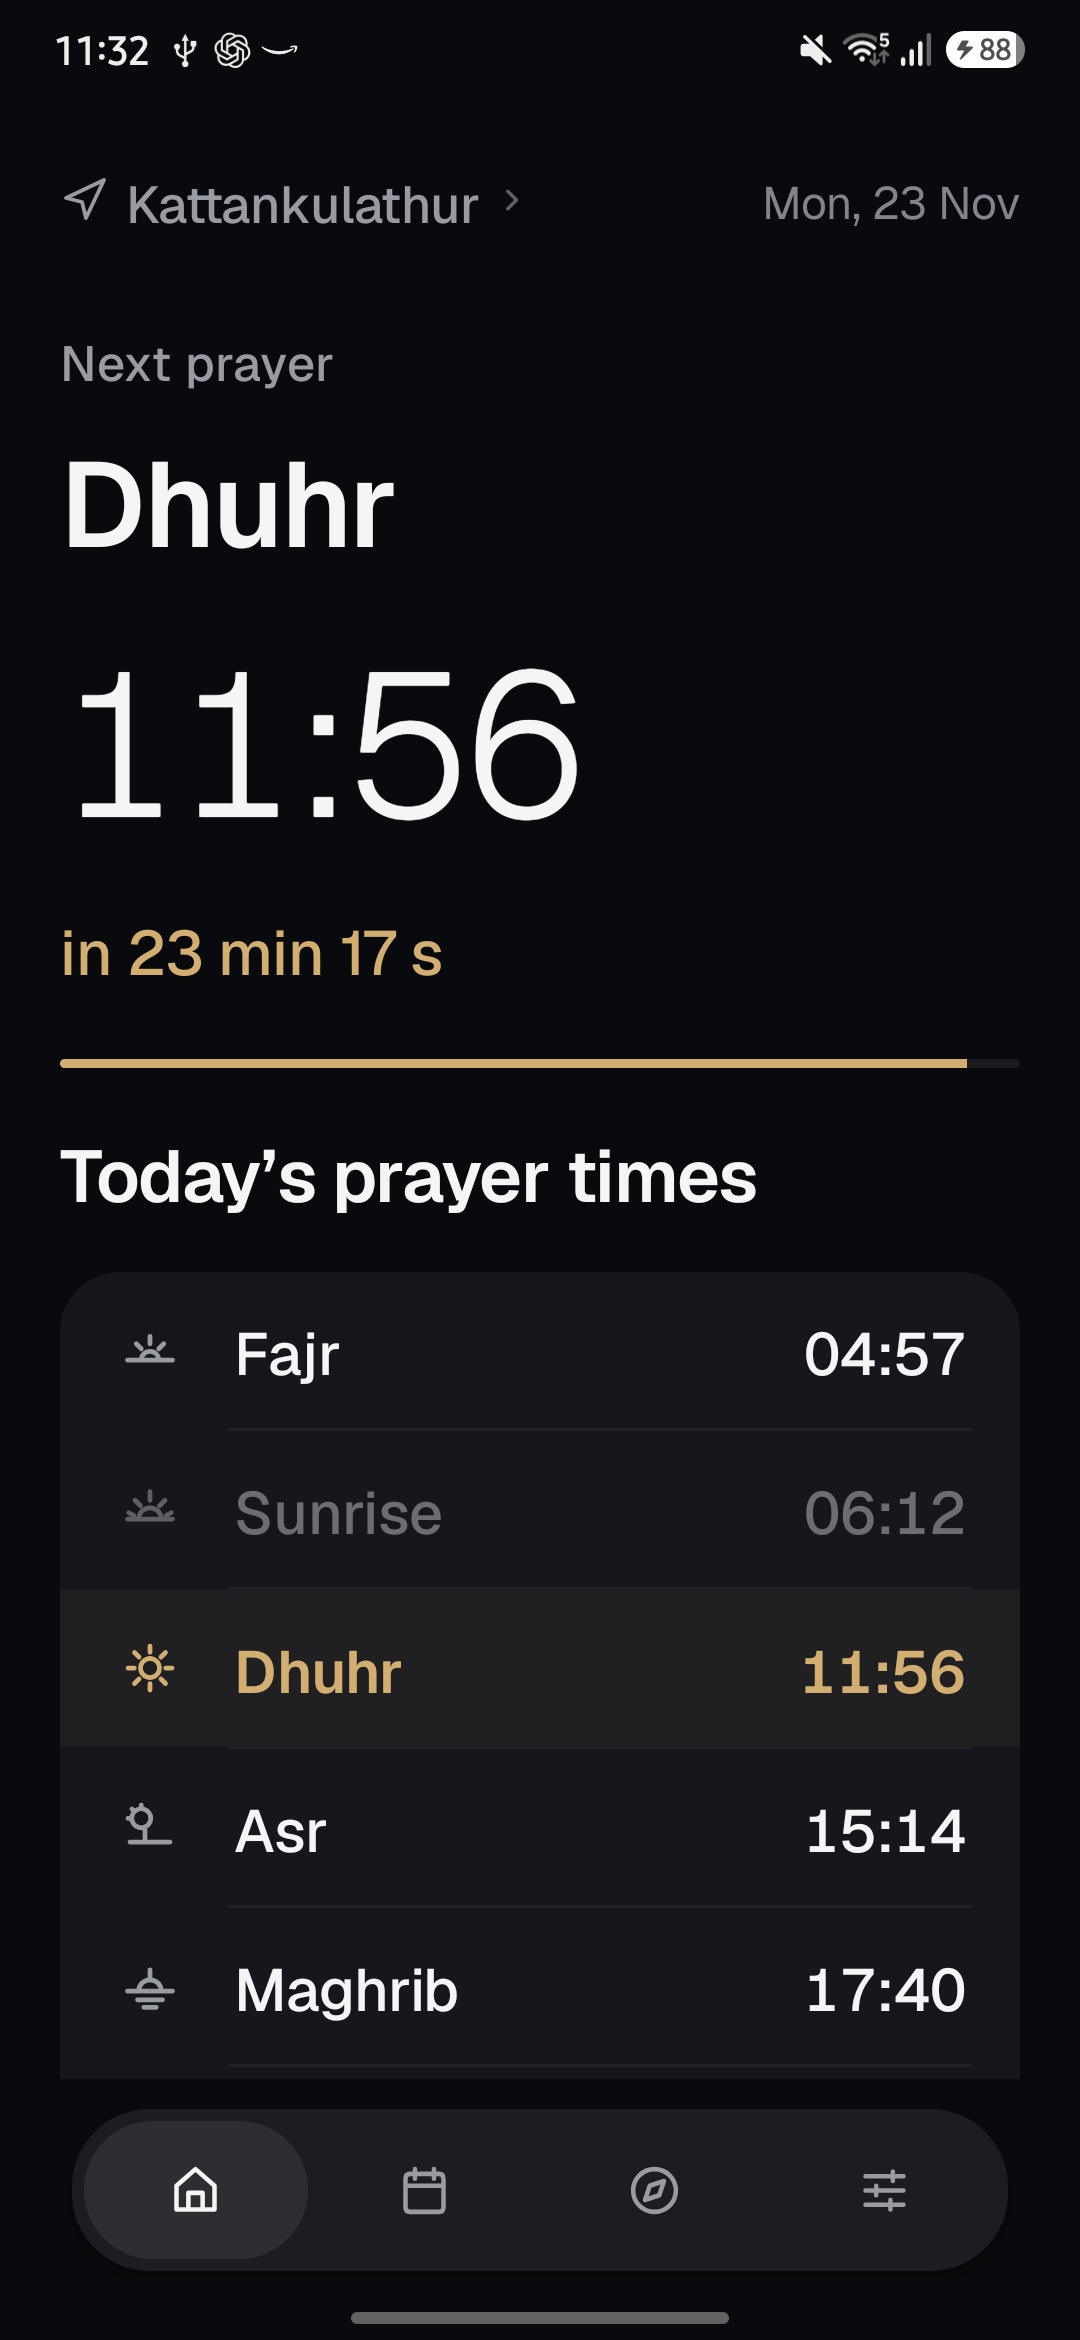 11:32
5
88
Kattankulathur
Mon, 23 Nov
Next prayer
Dhuhr
11:56
in 23 min 17 s
Today’s prayer times
Fajr 04:57
Sunrise 06:12
Dhuhr 11:56
Asr 15:14
Maghrib 17:40